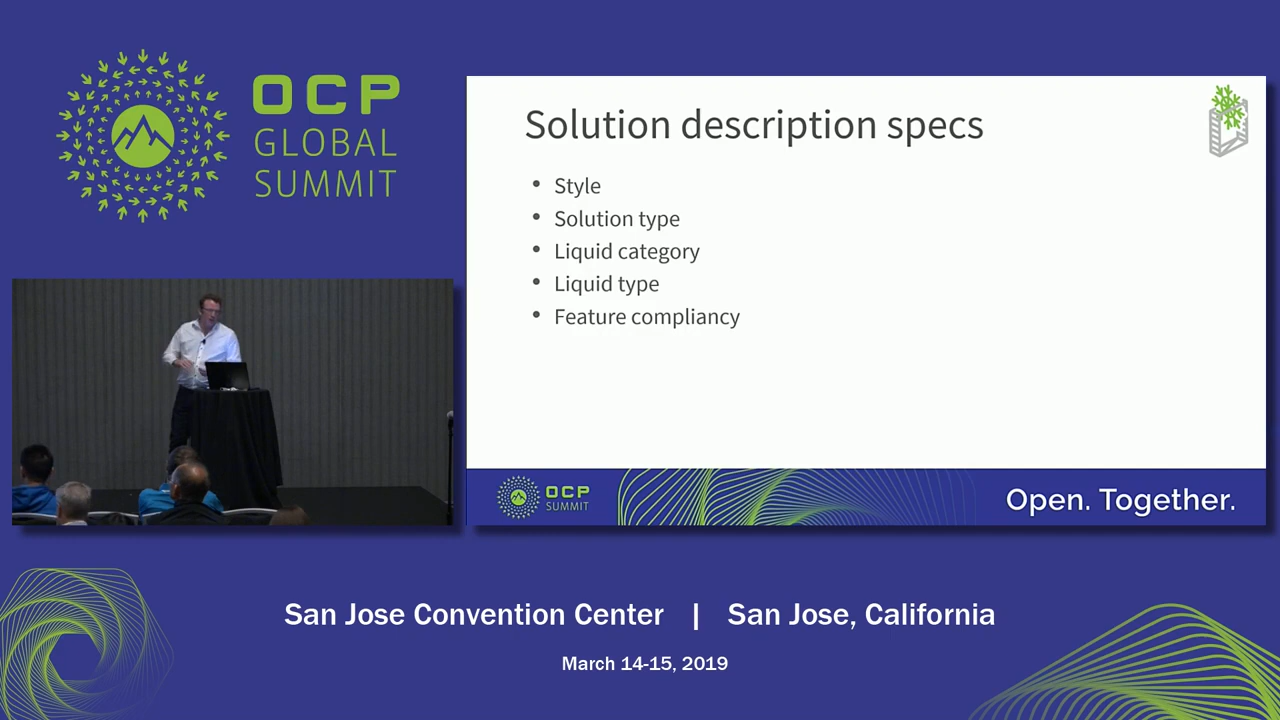 OCP
GLOBAL
SUMMIT
Solution description specs
• Style
• Solution type
• Liquid category
• Liquid type
• Feature compliancy
OCP
SUMMIT
Open. Together.
San Jose Convention Center | San Jose, California
March 14-15, 2019